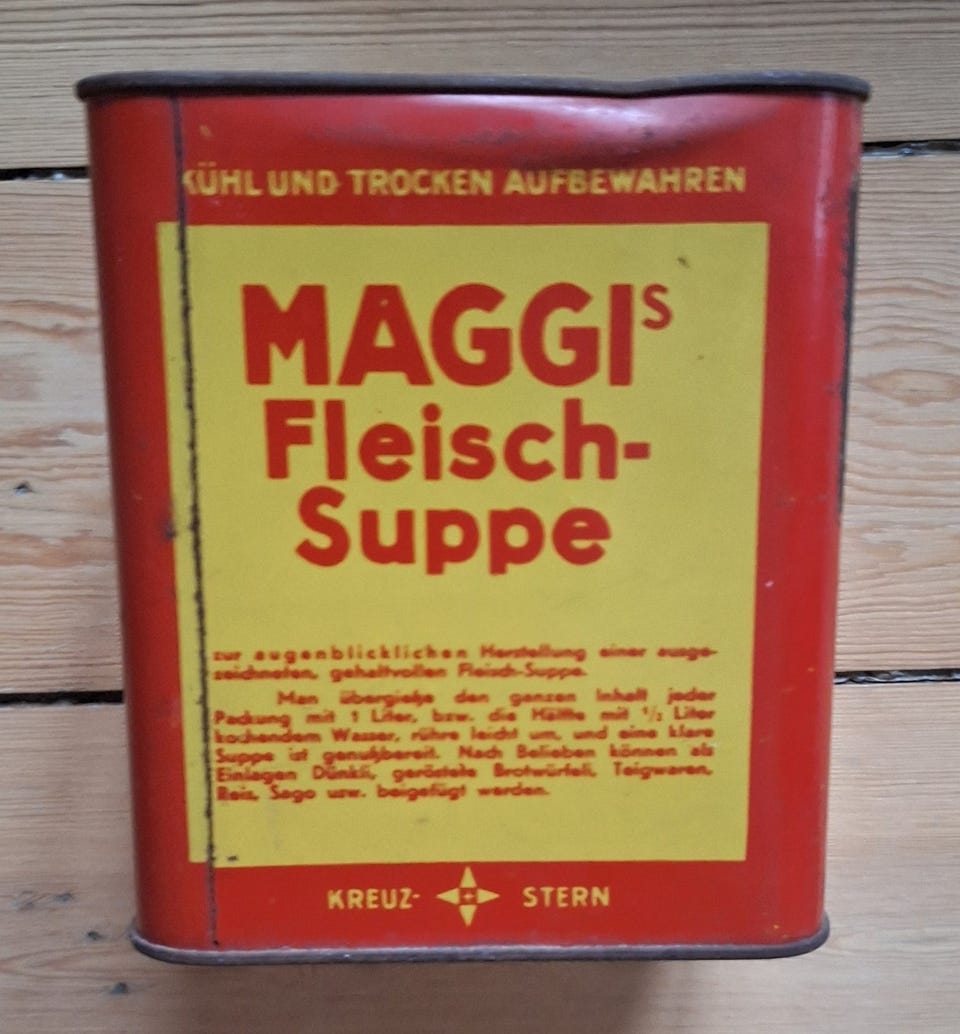 KÜHL UND TROCKEN AUFBEWAHREN
MAGGIs
Fleisch-
Suppe
zur augenblicklichen Herstellung einer ausge-
zeichneten, gehaltvollen Fleisch-Suppe.
Man übergieße den ganzen Inhalt jeder
Packung mit 1 Liter, bzw. die Hälfte mit ½ Liter
kochendem Wasser, rühre leicht um, und eine klare
Suppe ist genußbereit. Nach Belieben können als
Einlagen Dünkli, geröstete Brotwürfeli, Teigwaren,
Reis, Sago usw. beigefügt werden.
KREUZ- STERN